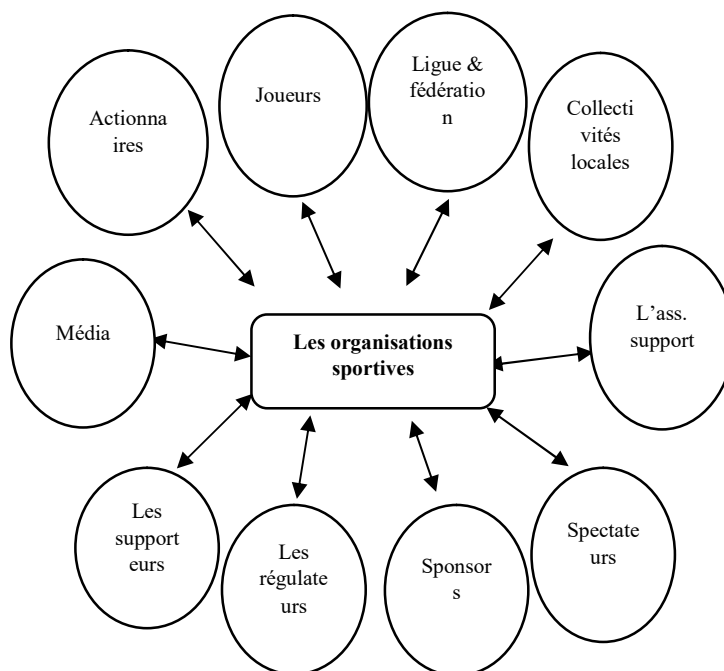 Actionna
ires
Joueurs
Ligue &
fédératio
n
Collecti
vités
locales
Média
Les organisations
sportives
L'ass.
support
Les
support
eurs
Les
régulate
urs
Sponsor
s
Spectate
urs